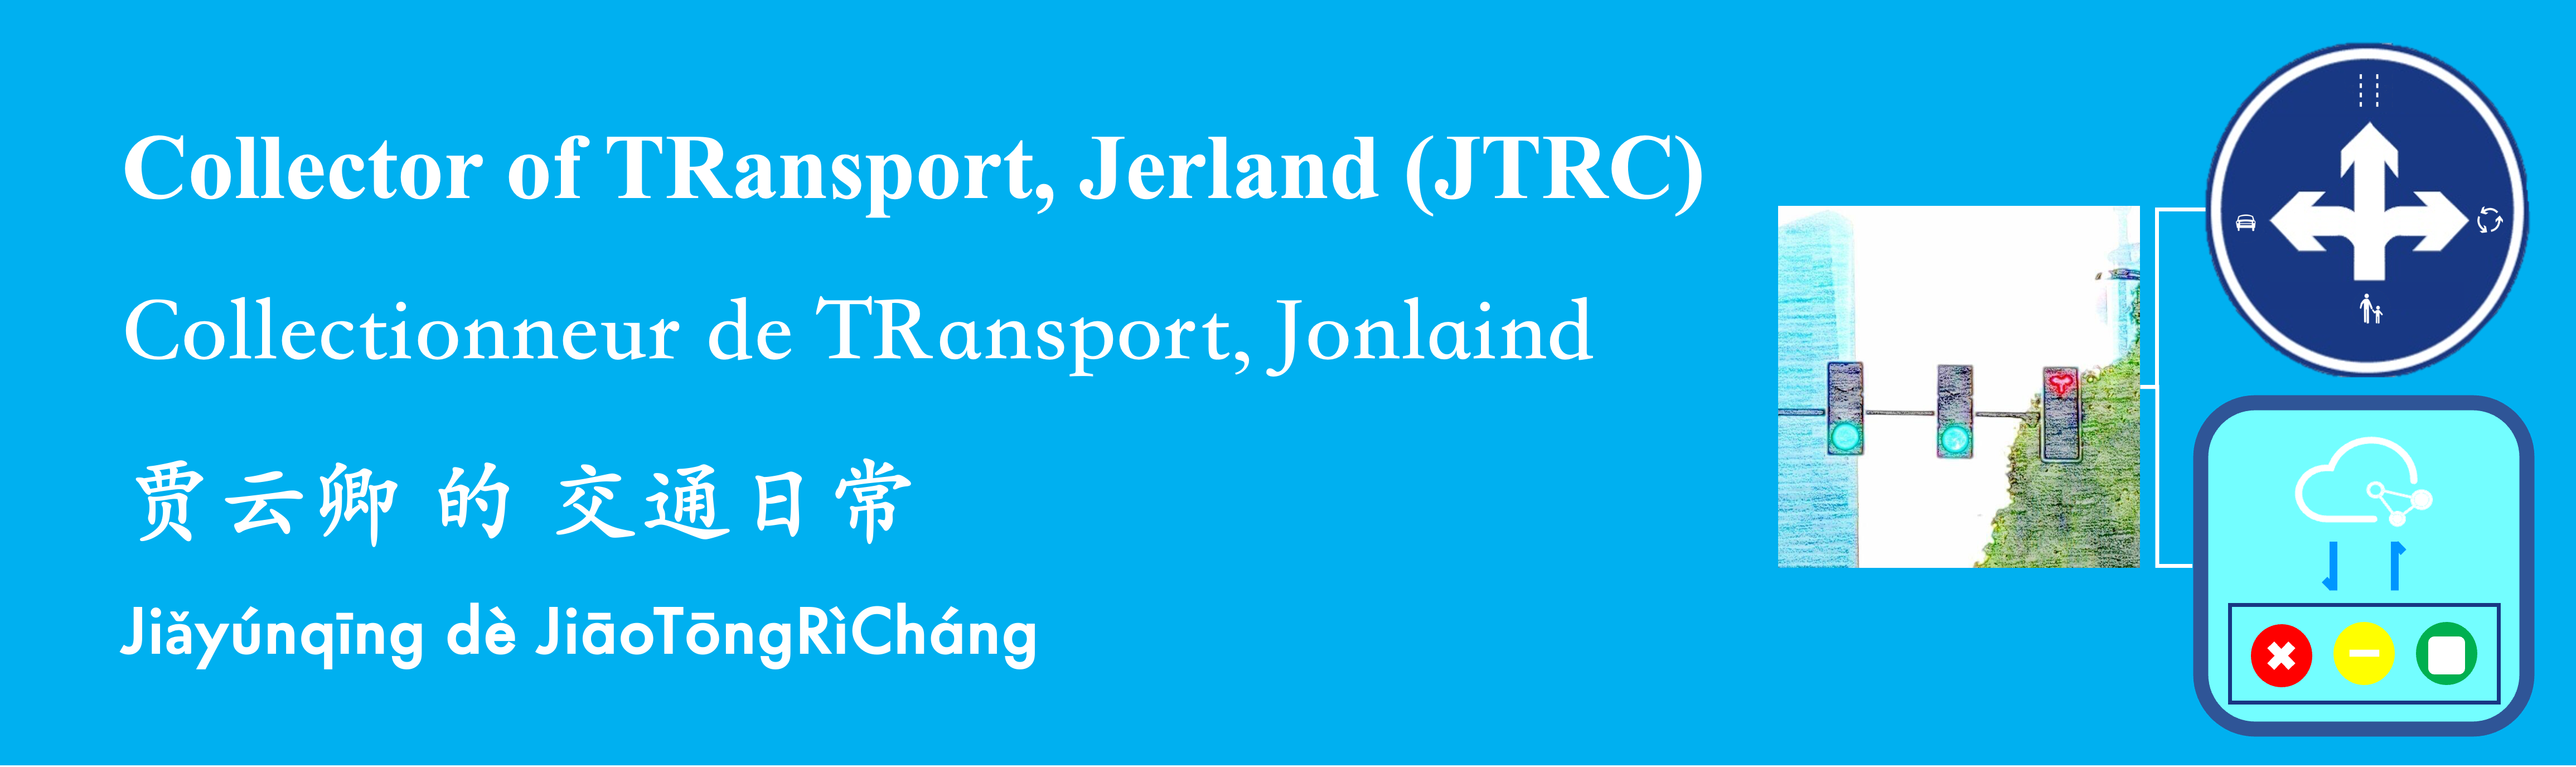 Collector of TRansport, Jerland (JTRC)
Collectionneur de TRansport, Jonlaind
贾云卿 的 交通日常
Jiǎyúnqīng dè JiāoTōngRìCháng